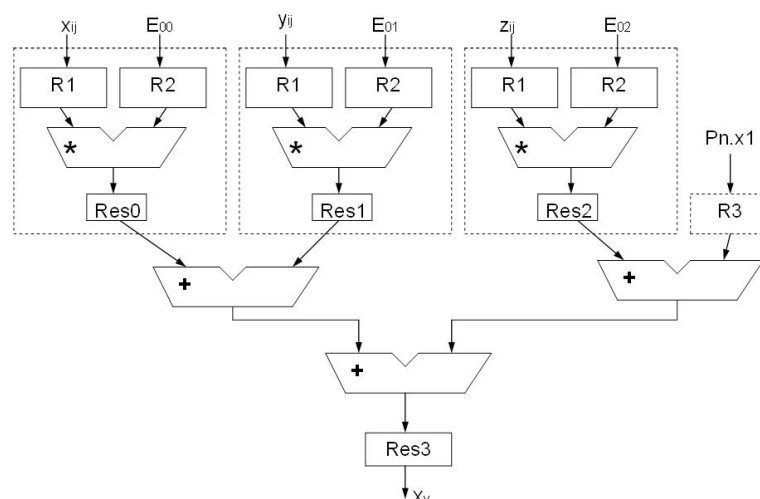 xij E00 yij E01 zij E02
R1 R2 R1 R2 R1 R2
* * * Pn.x1
Res0 Res1 Res2 R3
+ +
+
Res3
xv